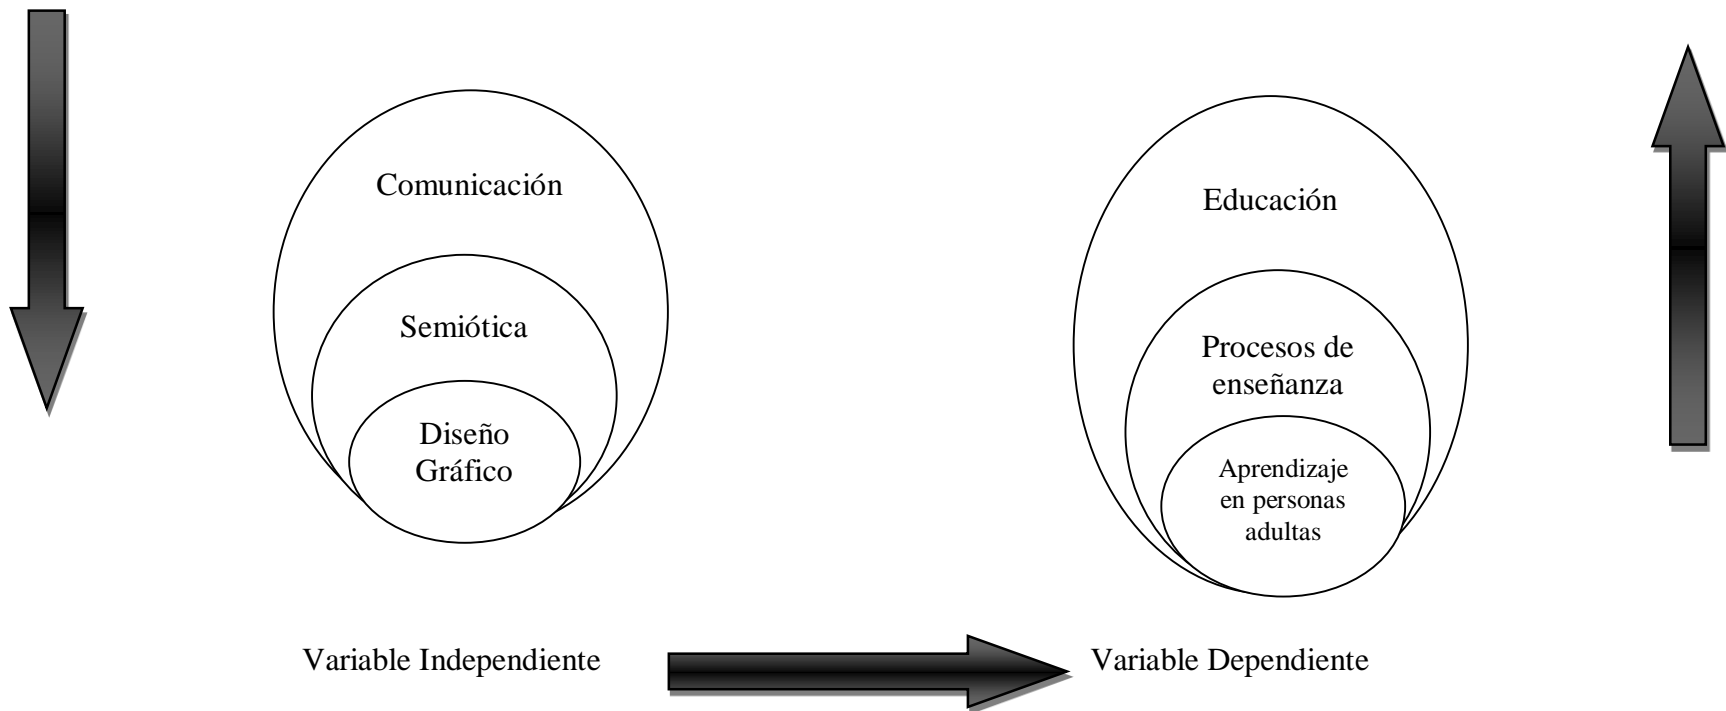 Comunicación
Semiótica
Diseño
Gráfico
Educación
Procesos de
enseñanza
Aprendizaje
en personas
adultas
Variable Independiente
Variable Dependiente